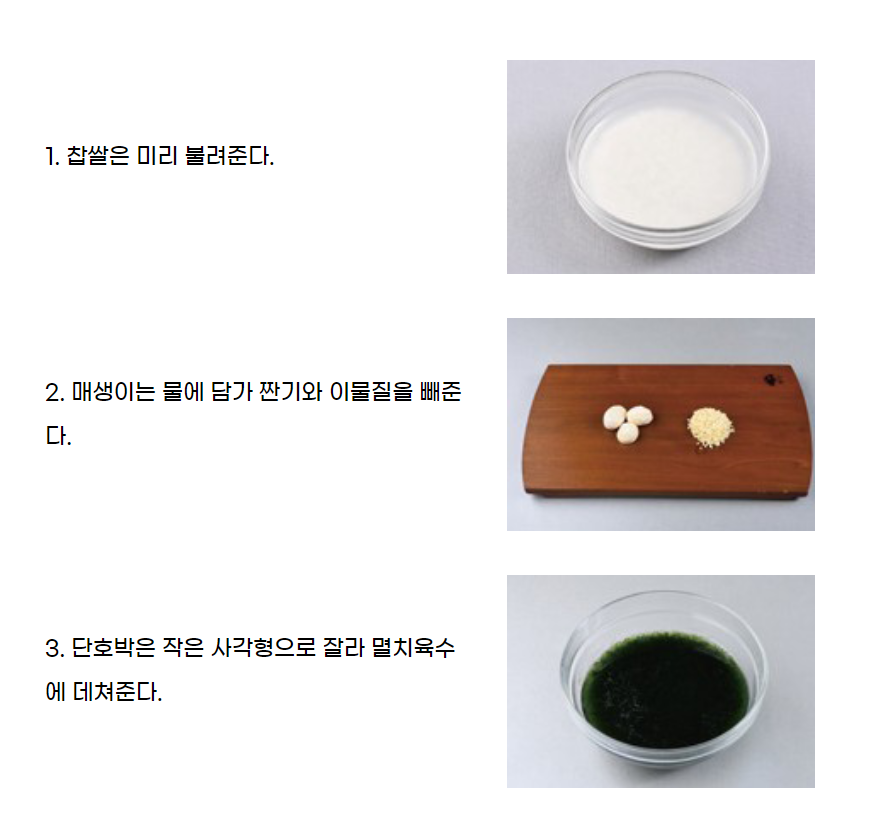 1. 찹쌀은 미리 불려준다.
2. 매생이는 물에 담가 짠기와 이물질을 빼준
다.
3. 단호박은 작은 사각형으로 잘라 멸치육수
에 데쳐준다.